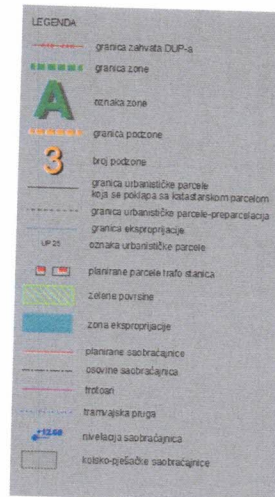 LEGENDA
granica zahvata DUP-a
granica zone
A oznaka zone
granica podzone
3 broj podzone
granica urbanističke parcele
koja se poklapa sa katastarskom parcelom
granica urbanističke parcele-preparcelacija
granica eksproprijacije
UP 25 oznaka urbanističke parcele
planirane parcele trafo stanica
zelene površine
zona eksproprijacije
planirane saobraćajnice
osovine saobraćajnica
trotoari
tramvajska pruga
+12.60 nivelacija saobraćajnica
kolsko-pješačke saobraćajnice